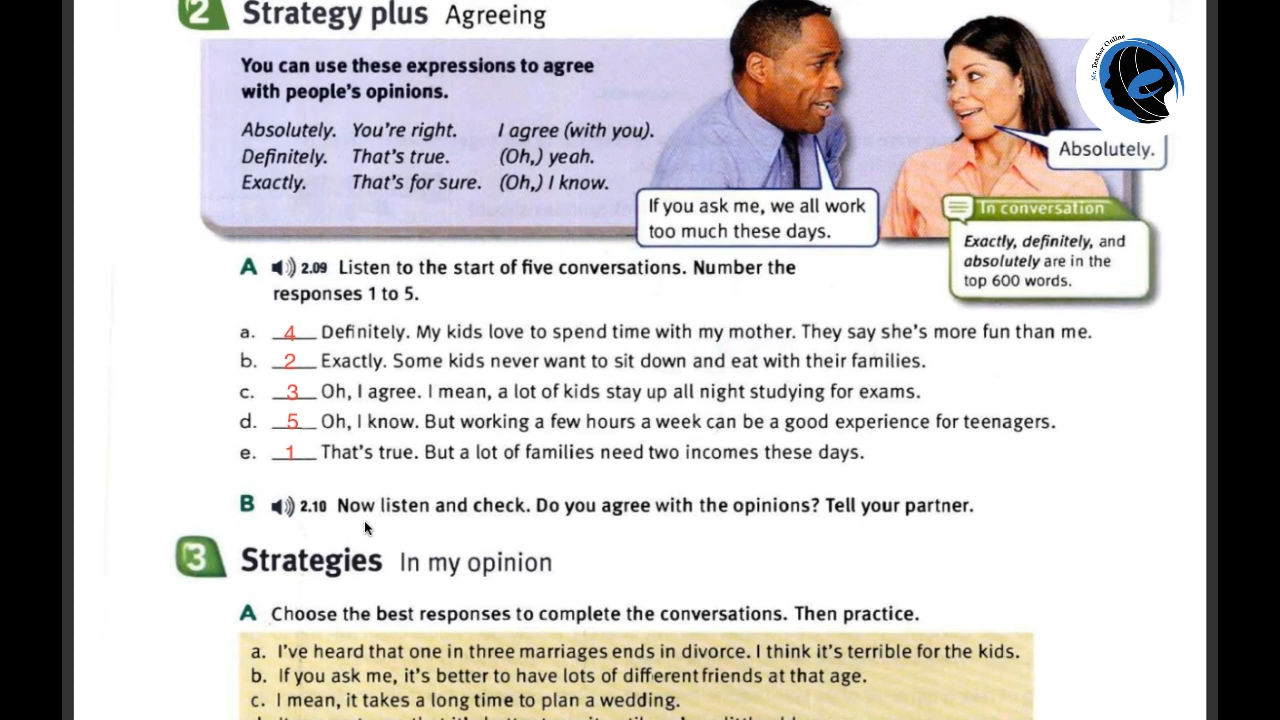 2 Strategy plus Agreeing
You can use these expressions to agree
with people's opinions.
Absolutely. You're right. I agree (with you).
Definitely. That's true. (Oh,) yeah.
Exactly. That's for sure. (Oh,) I know.
If you ask me, we all work
too much these days.
Absolutely.
Mr. Teacher Online
In conversation
Exactly, definitely, and
absolutely are in the
top 600 words.
A 2.09 Listen to the start of five conversations. Number the
responses 1 to 5.
a. 4 Definitely. My kids love to spend time with my mother. They say she's more fun than me.
b. 2 Exactly. Some kids never want to sit down and eat with their families.
c. 3 Oh, I agree. I mean, a lot of kids stay up all night studying for exams.
d. 5 Oh, I know. But working a few hours a week can be a good experience for teenagers.
e. 1 That's true. But a lot of families need two incomes these days.
B 2.10 Now listen and check. Do you agree with the opinions? Tell your partner.
3 Strategies In my opinion
A Choose the best responses to complete the conversations. Then practice.
a. I've heard that one in three marriages ends in divorce. I think it's terrible for the kids.
b. If you ask me, it's better to have lots of different friends at that age.
c. I mean, it takes a long time to plan a wedding.